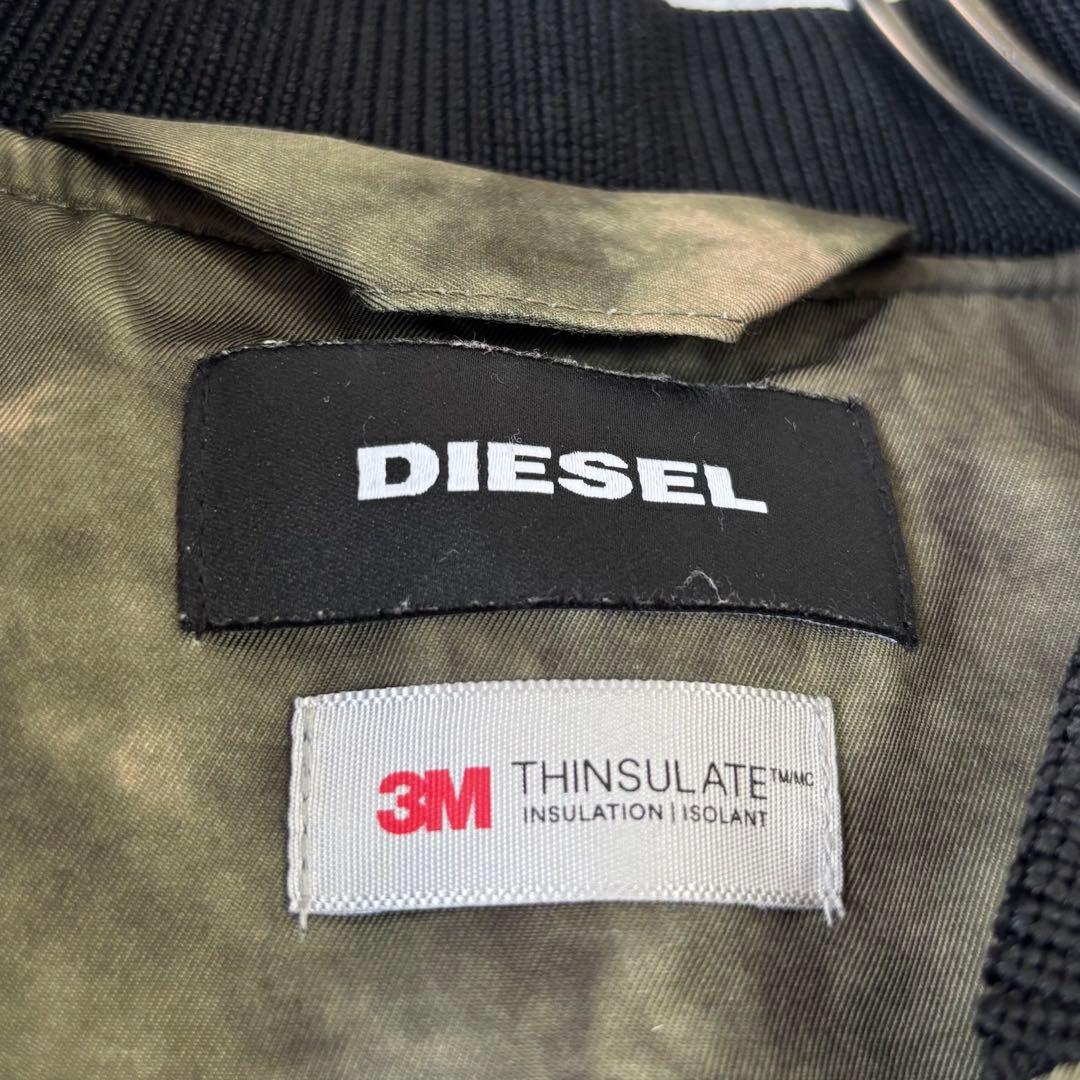 DIESEL
3M THINSULATE™/MC
INSULATION | ISOLANT